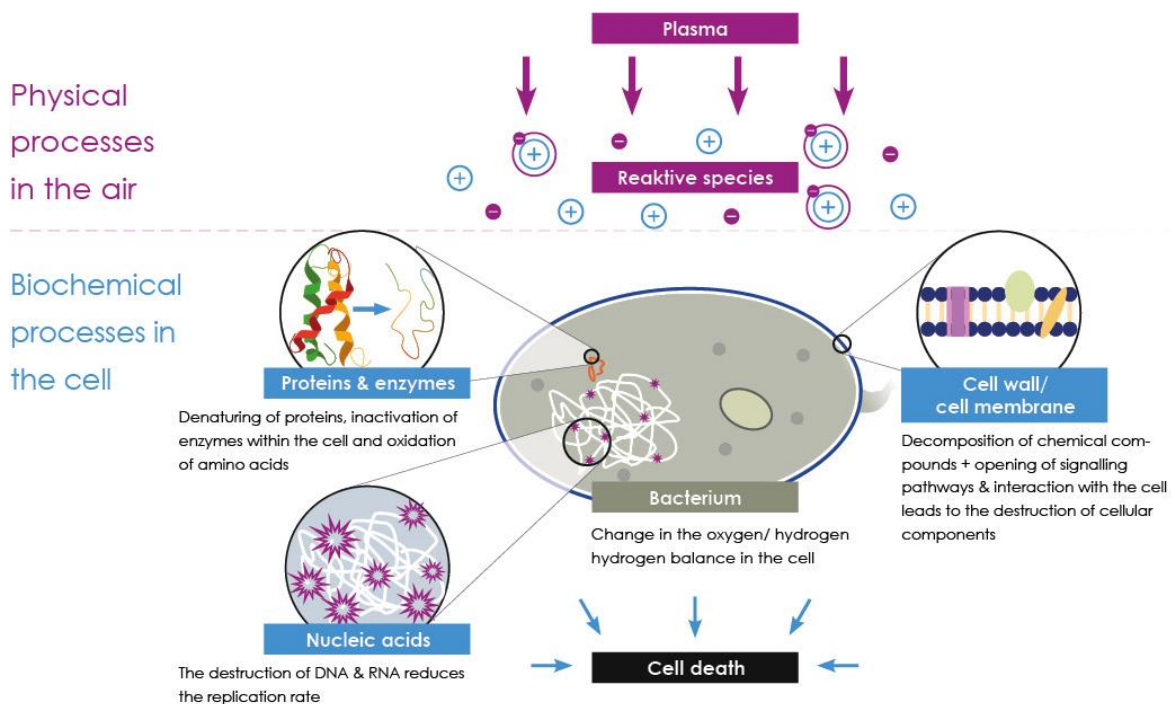 Plasma
Physical
processes
in the air
Reaktive species
Biochemical
processes in
the cell
Proteins & enzymes
Denaturing of proteins, inactivation of
enzymes within the cell and oxidation
of amino acids
Cell wall/
cell membrane
Decomposition of chemical com-
pounds + opening of signalling
pathways & interaction with the cell
leads to the destruction of cellular
components
Bacterium
Change in the oxygen/ hydrogen
hydrogen balance in the cell
Nucleic acids
The destruction of DNA & RNA reduces
the replication rate
Cell death